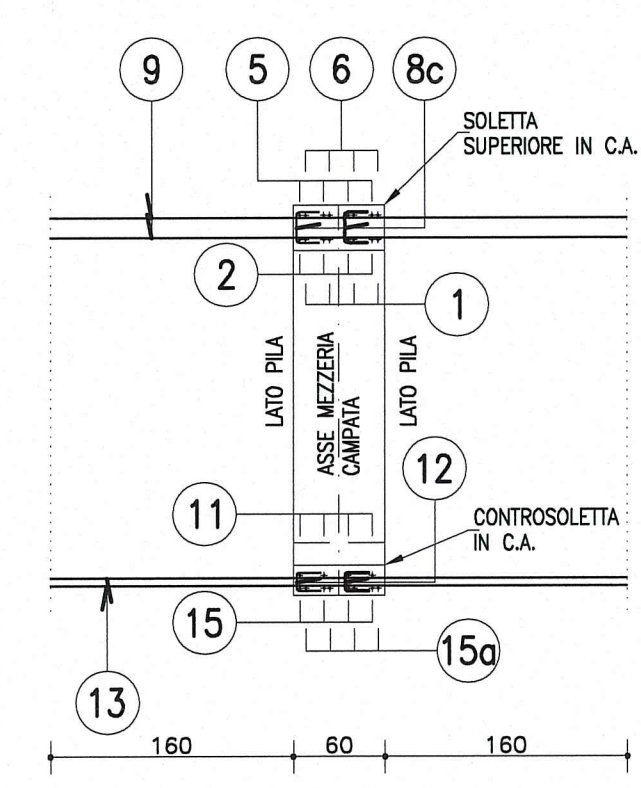 9
5
6
8c
SOLETTA
SUPERIORE IN C.A.
2
1
LATO PILA
ASSE MEZZERIA
CAMPATA
LATO PILA
12
11
CONTROSOLETTA
IN C.A.
15
15a
13
160
60
160